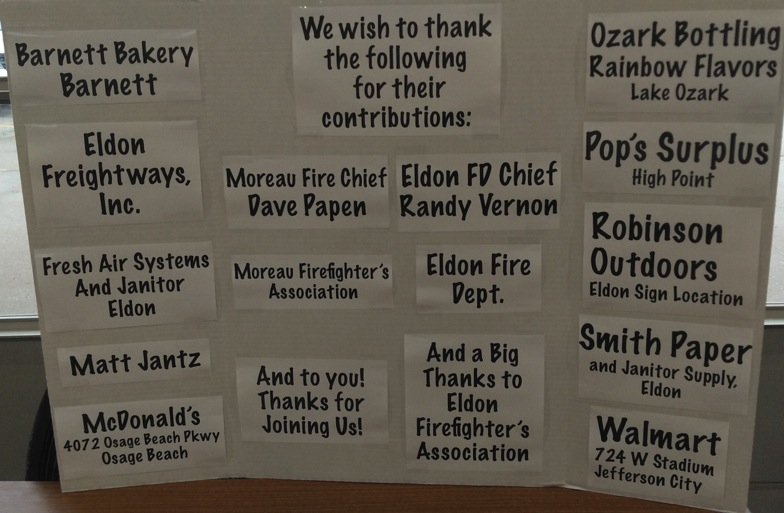 Barnett Bakery
Barnett
Eldon
Freightways,
Inc.
Fresh Air Systems
And Janitor
Eldon
Matt Jantz
McDonald's
4072 Osage Beach Pkwy
Osage Beach
We wish to thank
the following
for their
contributions:
Moreau Fire Chief
Dave Papen
Eldon FD Chief
Randy Vernon
Moreau Firefighter's
Association
Eldon Fire
Dept.
And to you!
Thanks for
Joining Us!
And a Big
Thanks to
Eldon
Firefighter's
Association
Ozark Bottling
Rainbow Flavors
Lake Ozark
Pop's Surplus
High Point
Robinson
Outdoors
Eldon Sign Location
Smith Paper
and Janitor Supply,
Eldon
Walmart
724 W Stadium
Jefferson City